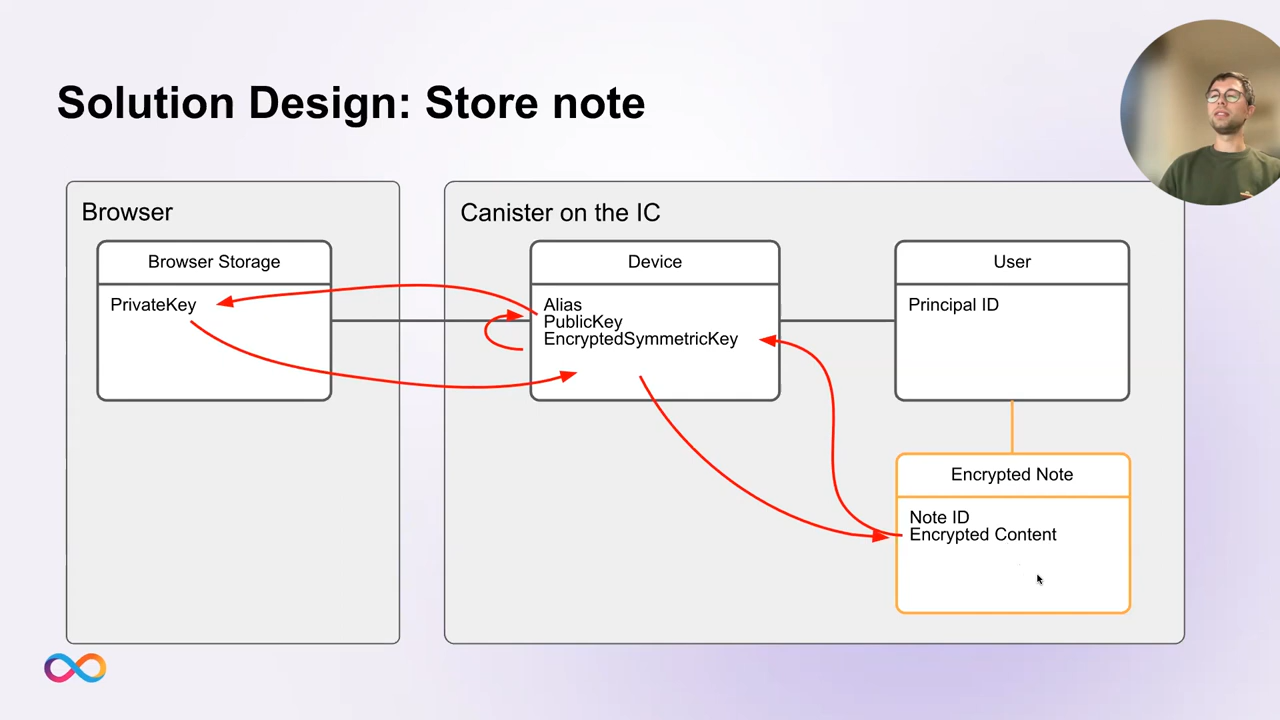 Solution Design: Store note
Browser
Browser Storage
PrivateKey
Canister on the IC
Device
Alias
PublicKey
EncryptedSymmetricKey
User
Principal ID
Encrypted Note
Note ID
Encrypted Content